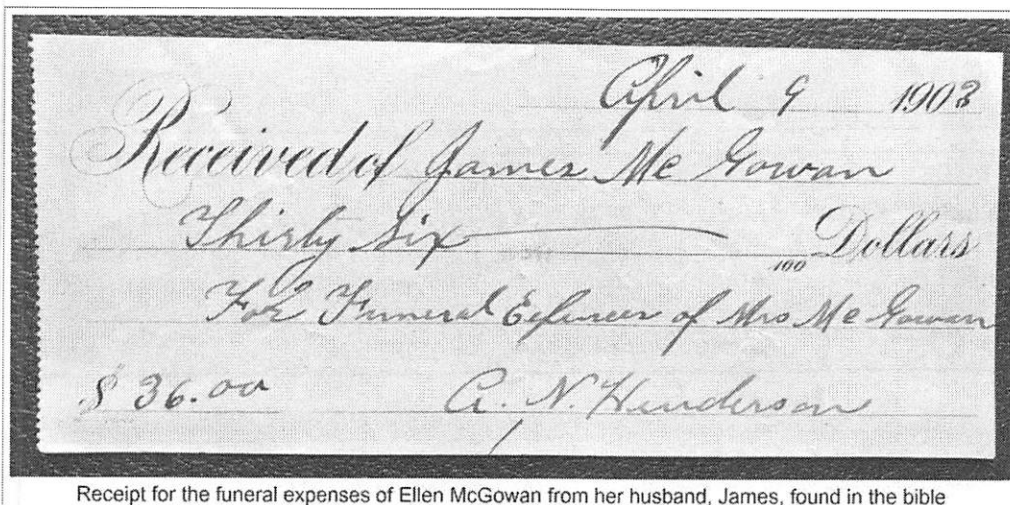 April 9 1903
Received of James Mc Gowan
Thirty Six Dollars
100
For Funeral Expences of Mrs Mc Gowan
$ 36.00 A. N. Henderson
Receipt for the funeral expenses of Ellen McGowan from her husband, James, found in the bible